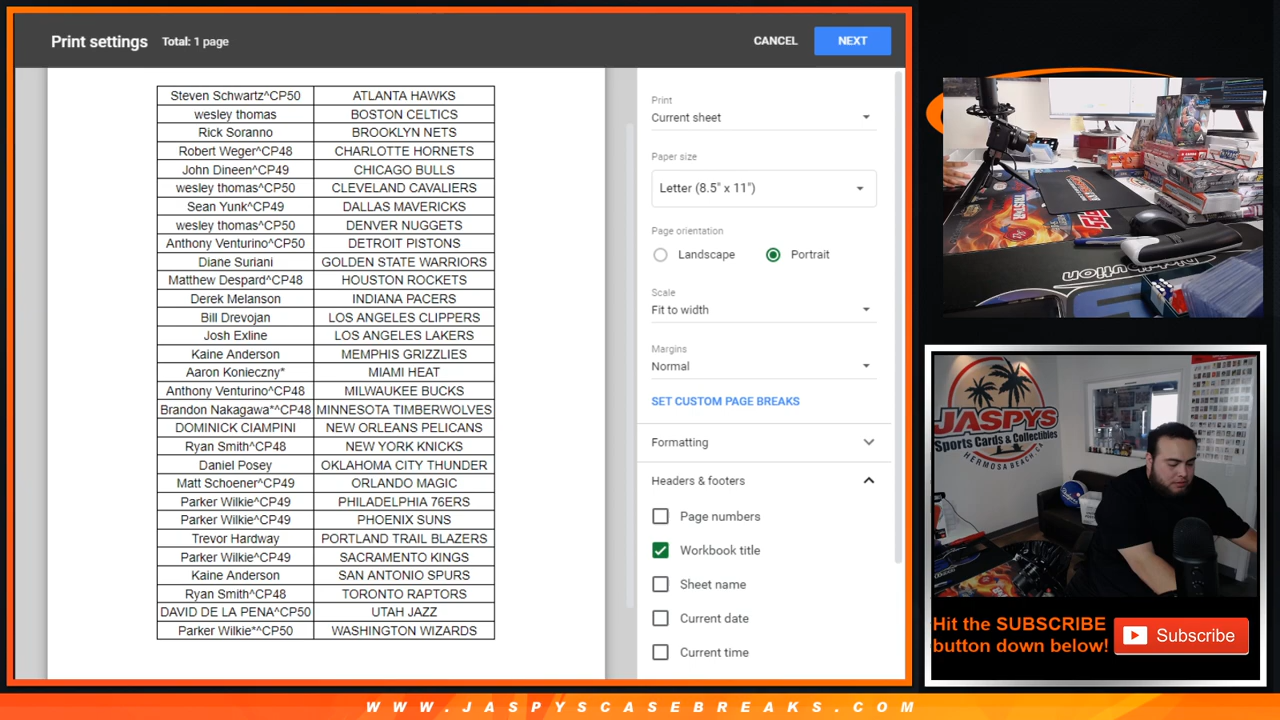 Print settings Total: 1 page CANCEL NEXT
Steven Schwartz^CP50 ATLANTA HAWKS
wesley thomas BOSTON CELTICS
Rick Soranno BROOKLYN NETS
Robert Weger^CP48 CHARLOTTE HORNETS
John Dineen^CP49 CHICAGO BULLS
wesley thomas^CP50 CLEVELAND CAVALIERS
Sean Yunk^CP49 DALLAS MAVERICKS
wesley thomas^CP50 DENVER NUGGETS
Anthony Venturino^CP50 DETROIT PISTONS
Diane Suriani GOLDEN STATE WARRIORS
Matthew Despard^CP48 HOUSTON ROCKETS
Derek Melanson INDIANA PACERS
Bill Drevojan LOS ANGELES CLIPPERS
Josh Exline LOS ANGELES LAKERS
Kaine Anderson MEMPHIS GRIZZLIES
Aaron Konieczny* MIAMI HEAT
Anthony Venturino^CP48 MILWAUKEE BUCKS
Brandon Nakagawa*^CP48 MINNESOTA TIMBERWOLVES
DOMINICK CIAMPINI NEW ORLEANS PELICANS
Ryan Smith^CP48 NEW YORK KNICKS
Daniel Posey OKLAHOMA CITY THUNDER
Matt Schoener^CP49 ORLANDO MAGIC
Parker Wilkie^CP49 PHILADELPHIA 76ERS
Parker Wilkie^CP49 PHOENIX SUNS
Trevor Hardway PORTLAND TRAIL BLAZERS
Parker Wilkie^CP49 SACRAMENTO KINGS
Kaine Anderson SAN ANTONIO SPURS
Ryan Smith^CP48 TORONTO RAPTORS
DAVID DE LA PENA^CP50 UTAH JAZZ
Parker Wilkie*^CP50 WASHINGTON WIZARDS
Print
Current sheet
Paper size
Letter (8.5" x 11")
Page orientation
Landscape Portrait
Scale
Fit to width
Margins
Normal
SET CUSTOM PAGE BREAKS
Formatting
Headers & footers
Page numbers
Workbook title
Sheet name
Current date
Current time
JASPYS
Sports Cards & Collectibles
HERMOSA BEACH CA
Hit the SUBSCRIBE
button down below!
Subscribe
WWW.JASPYSCASEBREAKS.COM